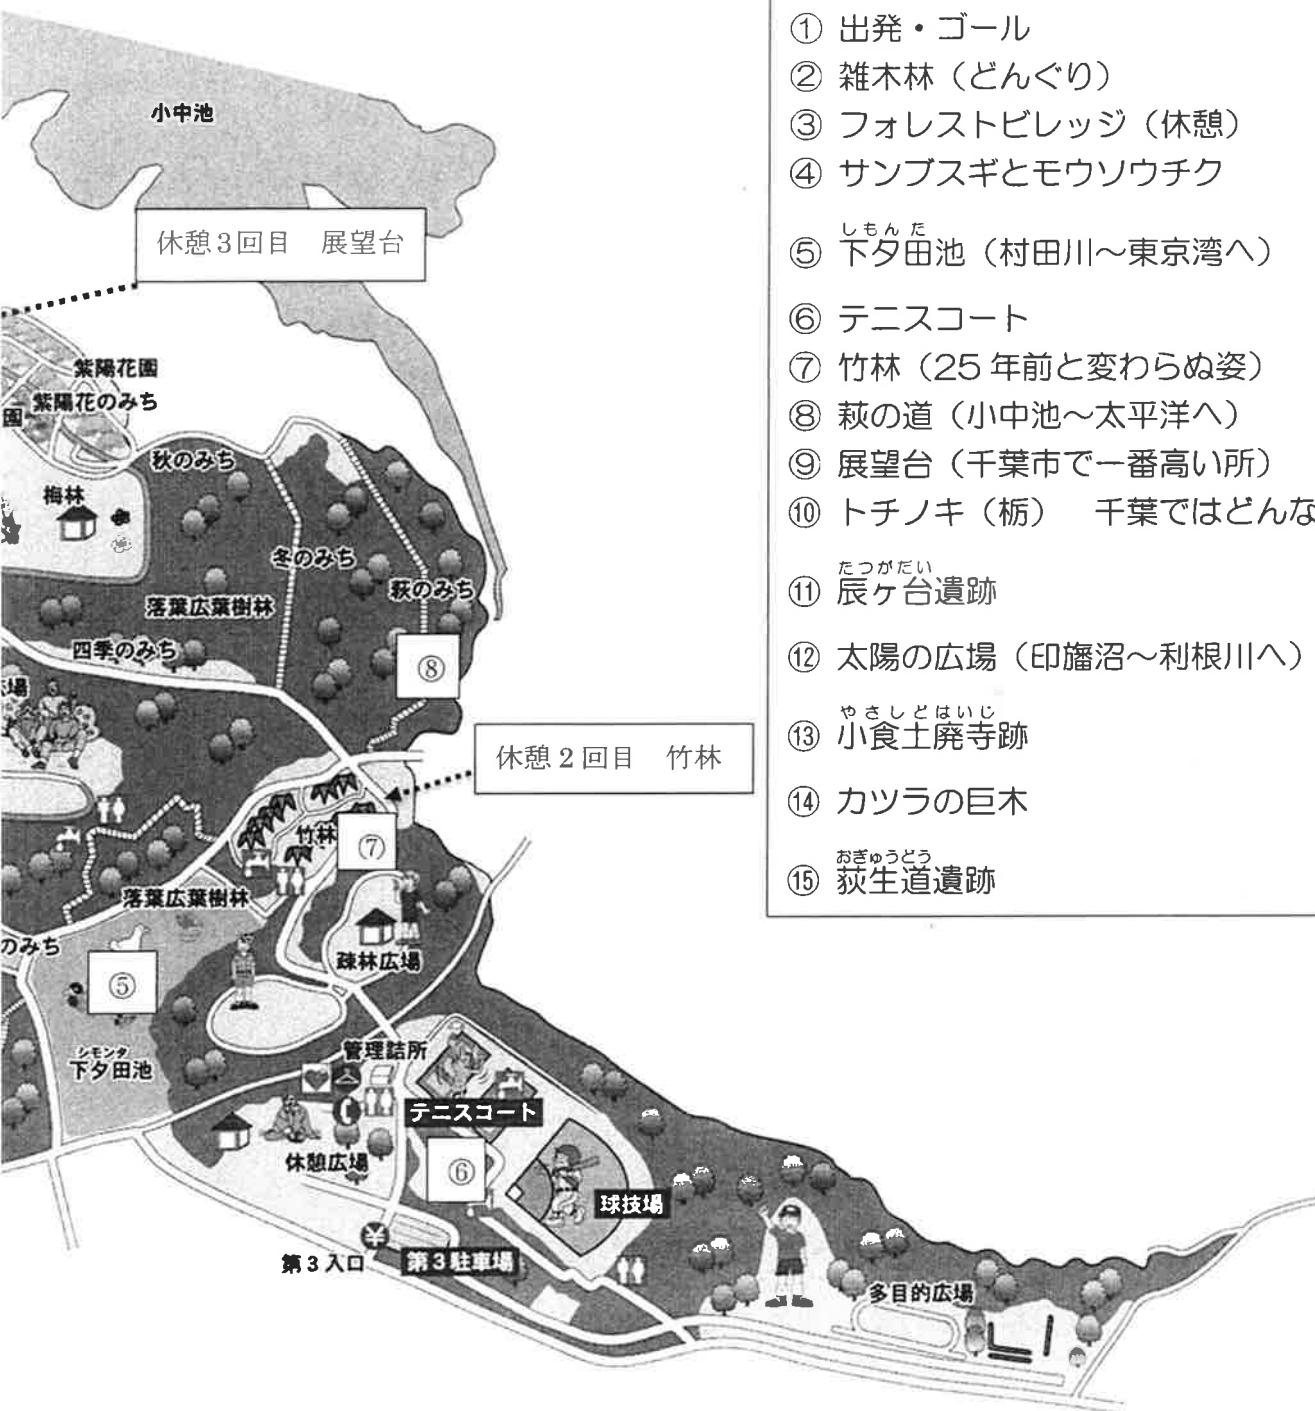 小中池
休憩3回目　展望台
紫陽花園
紫陽花のみち
園
秋のみち
梅林
冬のみち
萩のみち
落葉広葉樹林
四季のみち
⑧
広場
休憩2回目　竹林
竹林
⑦
落葉広葉樹林
のみち
疎林広場
⑤
シモンタ
下夕田池
管理詰所
テニスコート
⑥
休憩広場
球技場
¥
第3入口
第3駐車場
多目的広場
① 出発・ゴール
② 雑木林（どんぐり）
③ フォレストビレッジ（休憩）
④ サンブスギとモウソウチク
しもんだ
⑤ 下夕田池（村田川～東京湾へ）
⑥ テニスコート
⑦ 竹林（25年前と変わらぬ姿）
⑧ 萩の道（小中池～太平洋へ）
⑨ 展望台（千葉市で一番高い所）
⑩ トチノキ（栃）　千葉ではどんな
たつがだい
⑪ 辰ヶ台遺跡
⑫ 太陽の広場（印旛沼～利根川へ）
やさしどはいじ
⑬ 小食土廃寺跡
⑭ カツラの巨木
おぎゅうどう
⑮ 荻生道遺跡